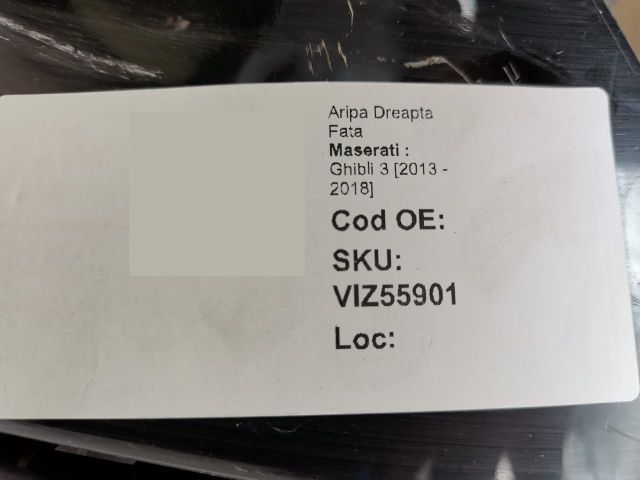 Aripa Dreapta
Fata
Maserati :
Ghibli 3 [2013 -
2018]
Cod OE:
SKU:
VIZ55901
Loc: